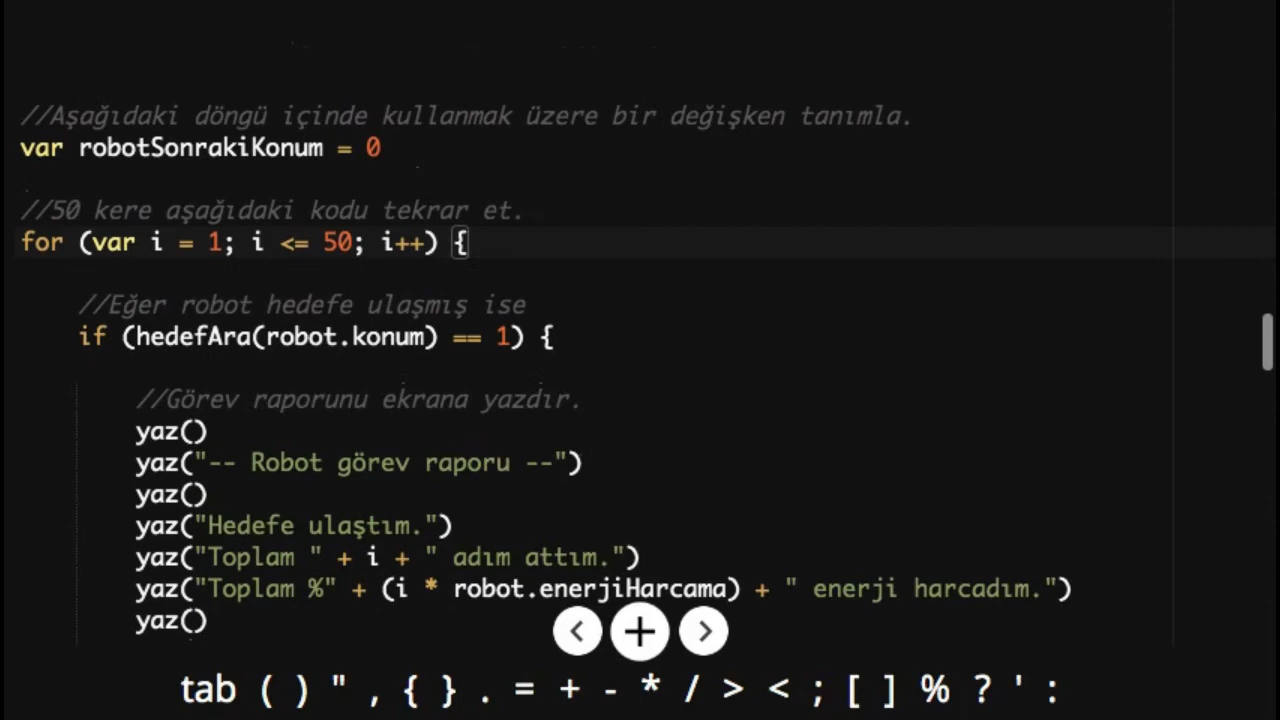 //Aşağıdaki döngü içinde kullanmak üzere bir değişken tanımla.
var robotSonrakiKonum = 0
//50 kere aşağıdaki kodu tekrar et.
for (var i = 1; i <= 50; i++) {
//Eğer robot hedefe ulaşmış ise
if (hedefAra(robot.konum) == 1) {
//Görev raporunu ekrana yazdır.
yaz()
yaz("-- Robot görev raporu --")
yaz()
yaz("Hedefe ulaştım.")
yaz("Toplam " + i + " adım attım.")
yaz("Toplam %" + (i * robot.enerjiHarcama) + " enerji harcadım.")
yaz()
< + >
tab ( ) " , { } . = + - * / > < ; [ ] % ? ' :